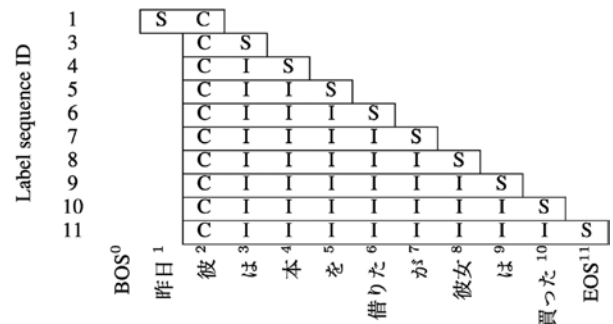 Label sequence ID
1 S C
3 C S
4 C I S
5 C I I S
6 C I I I S
7 C I I I I S
8 C I I I I I S
9 C I I I I I I S
10 C I I I I I I I S
11 C I I I I I I I I S
BOS⁰ 昨日¹ 彼² は³ 本⁴ を⁵ 借りた⁶ が⁷ 彼女⁸ は⁹ 買った¹⁰ EOS¹¹